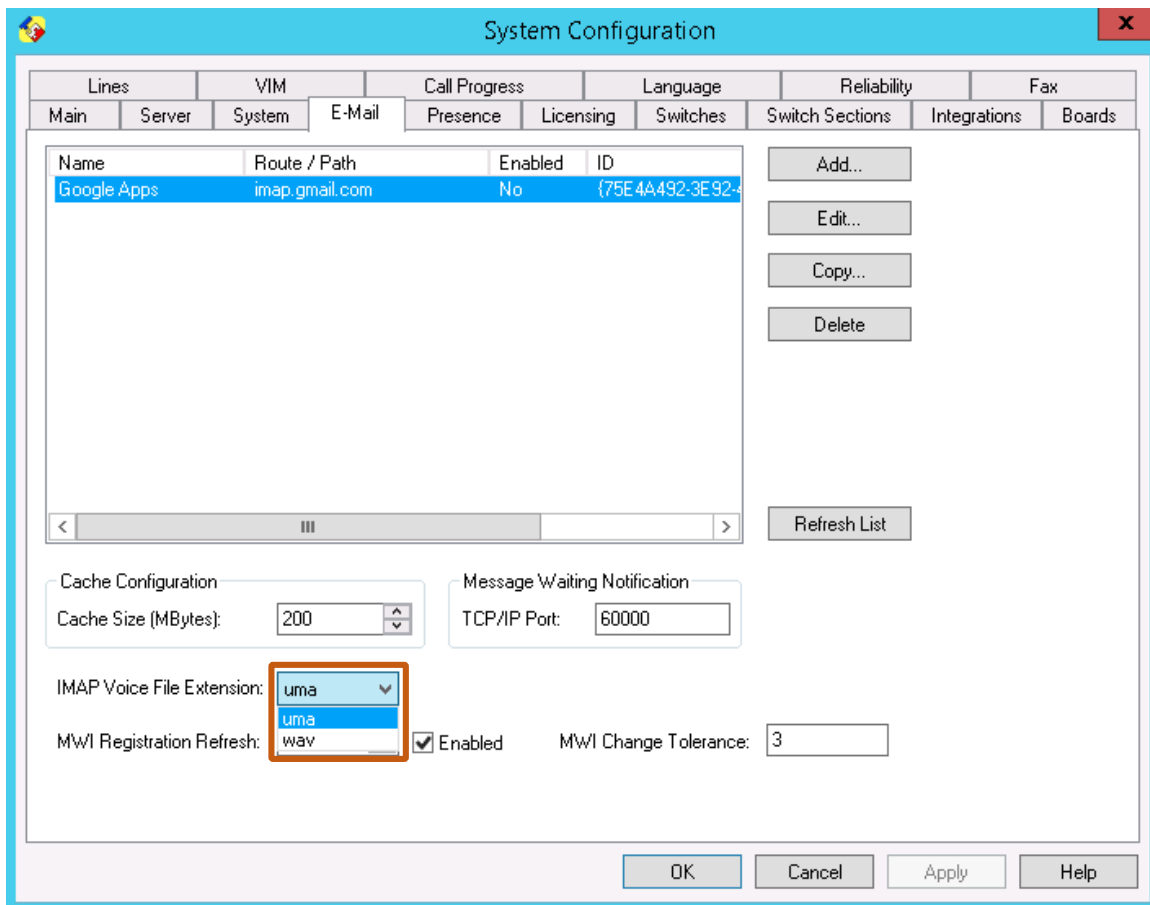 System Configuration
x
Lines VIM Call Progress Language Reliability Fax
Main Server System E-Mail Presence Licensing Switches Switch Sections Integrations Boards
Name Route / Path Enabled ID
Google Apps imap.gmail.com No {75E4A492-3E92-4
Add...
Edit...
Copy...
Delete
Refresh List
Cache Configuration
Cache Size (MBytes): 200
Message Waiting Notification
TCP/IP Port: 60000
IMAP Voice File Extension: uma
uma
wav
MWI Registration Refresh: Enabled MWI Change Tolerance: 3
OK Cancel Apply Help